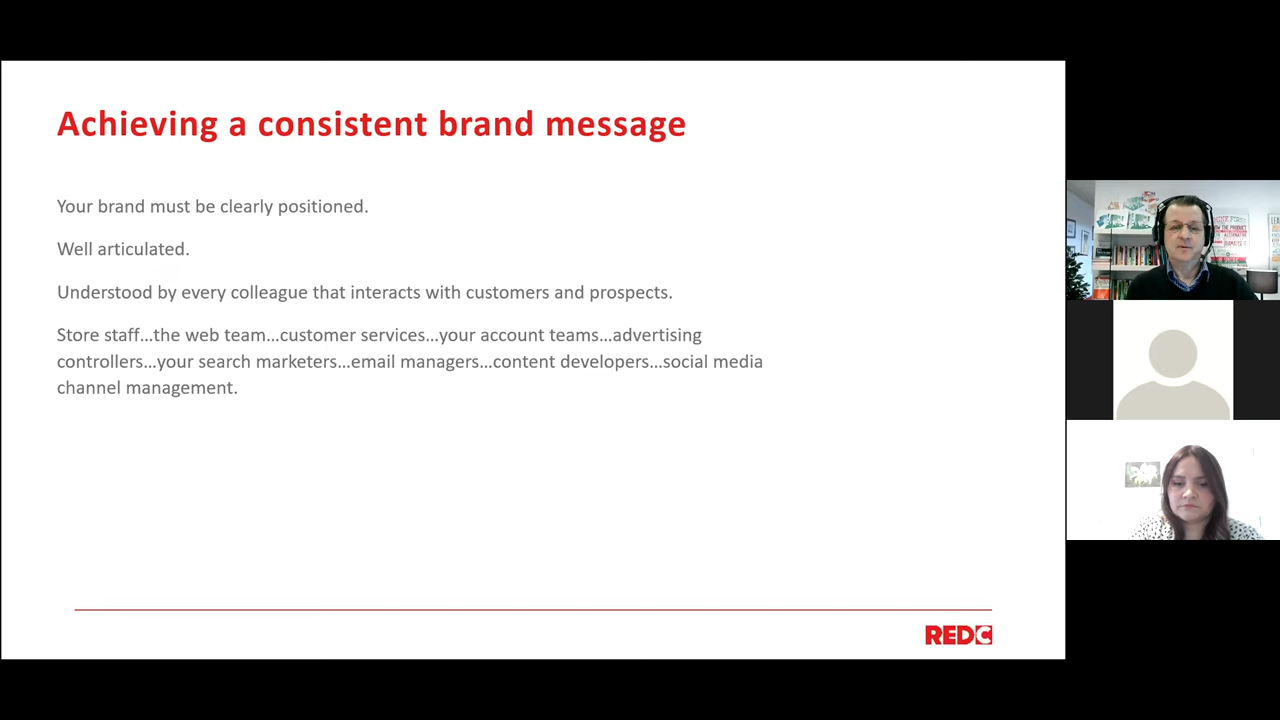 Achieving a consistent brand message
Your brand must be clearly positioned.
Well articulated.
Understood by every colleague that interacts with customers and prospects.
Store staff…the web team…customer services…your account teams…advertising
controllers…your search marketers…email managers…content developers…social media
channel management.
REDC